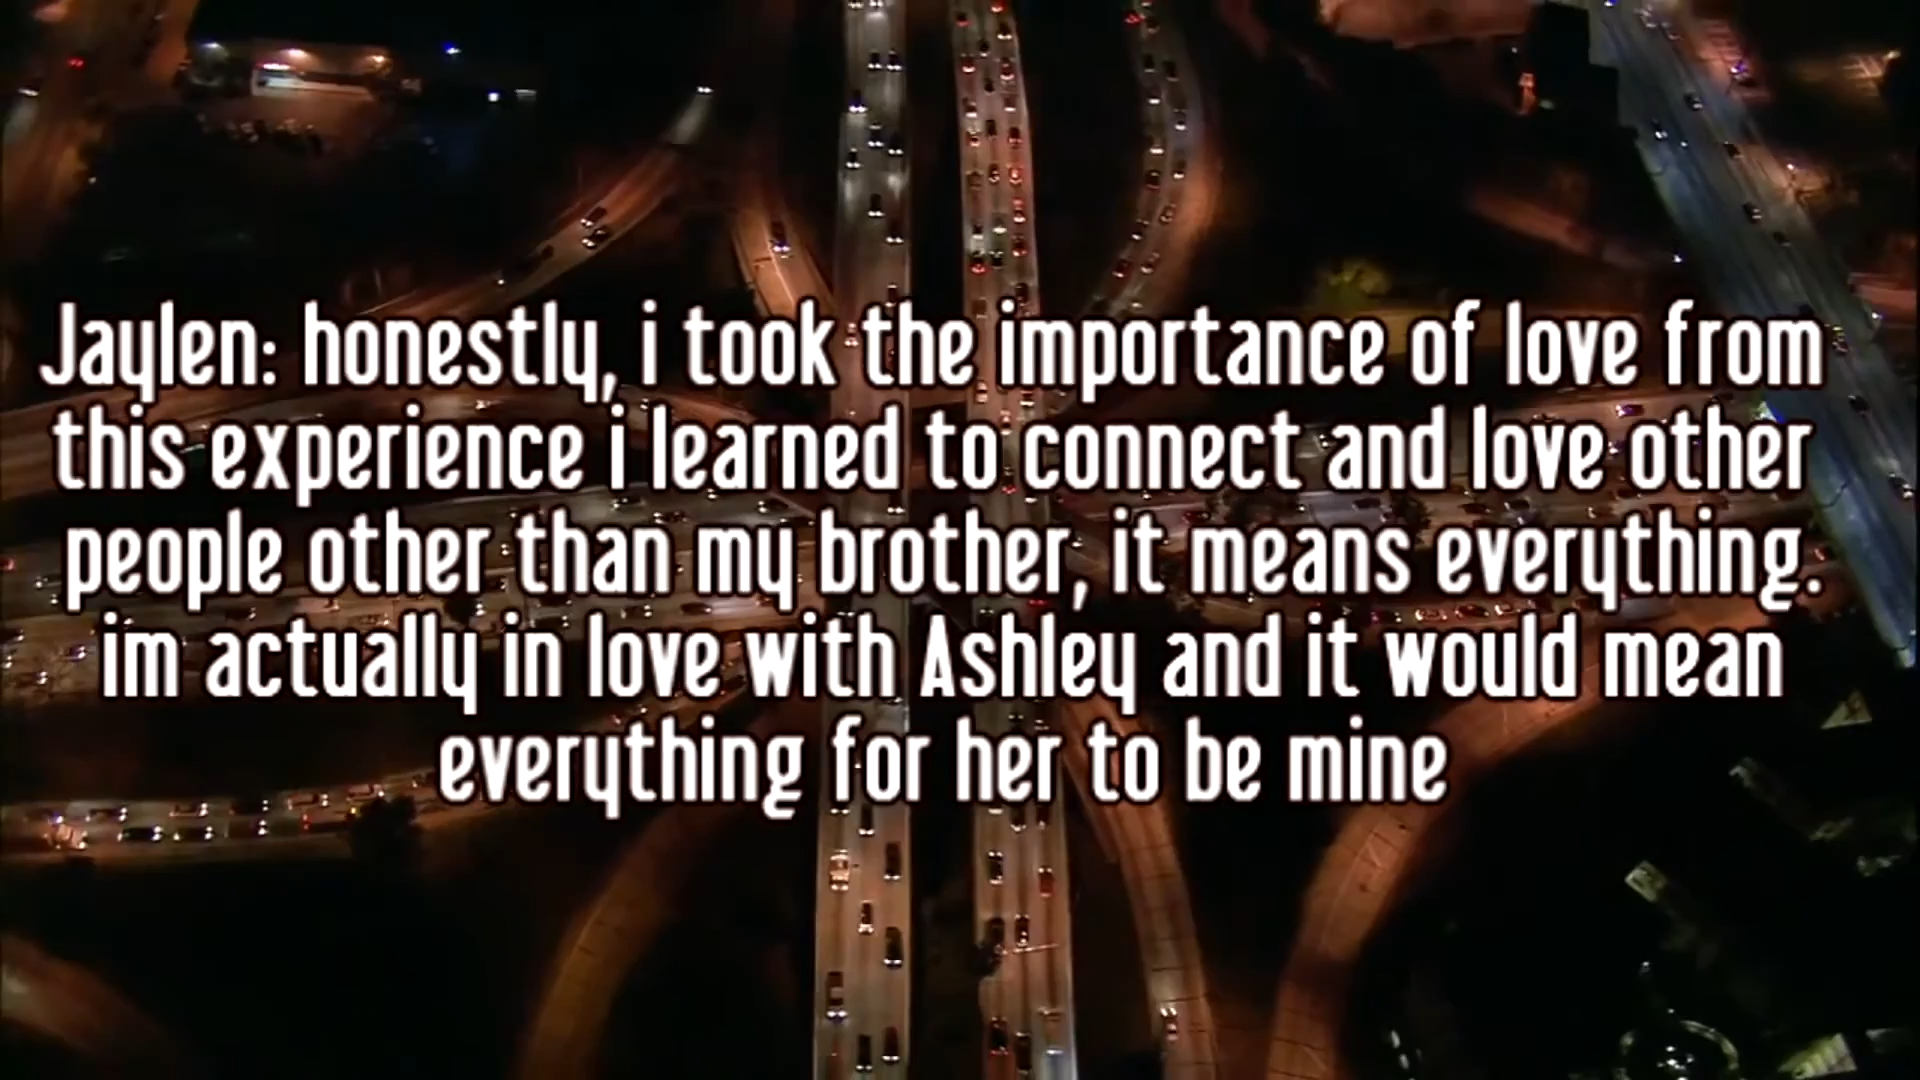 Jaylen: honestly, i took the importance of love from
this experience i learned to connect and love other
people other than my brother, it means everything.
im actually in love with Ashley and it would mean
everything for her to be mine